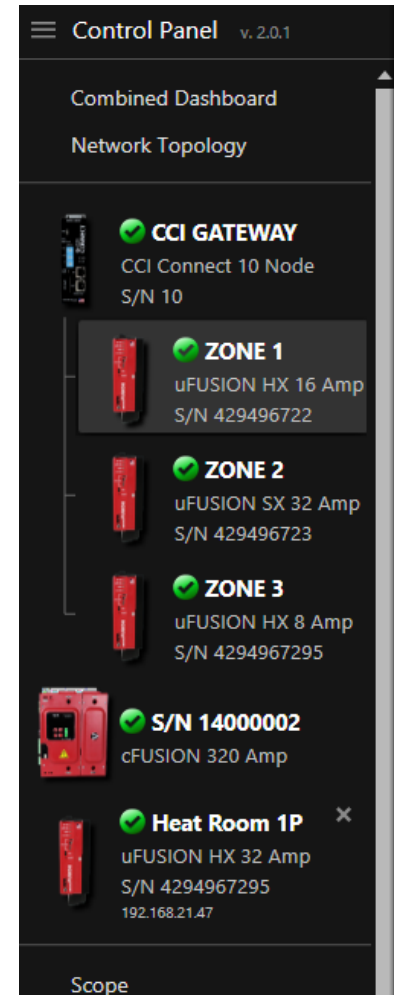 Control Panel v. 2.0.1
Combined Dashboard
Network Topology
CCI GATEWAY
CCI Connect 10 Node
S/N 10
ZONE 1
uFUSION HX 16 Amp
S/N 429496722
ZONE 2
uFUSION SX 32 Amp
S/N 429496723
ZONE 3
uFUSION HX 8 Amp
S/N 4294967295
S/N 14000002
cFUSION 320 Amp
Heat Room 1P
uFUSION HX 32 Amp
S/N 4294967295
192.168.21.47
Scope